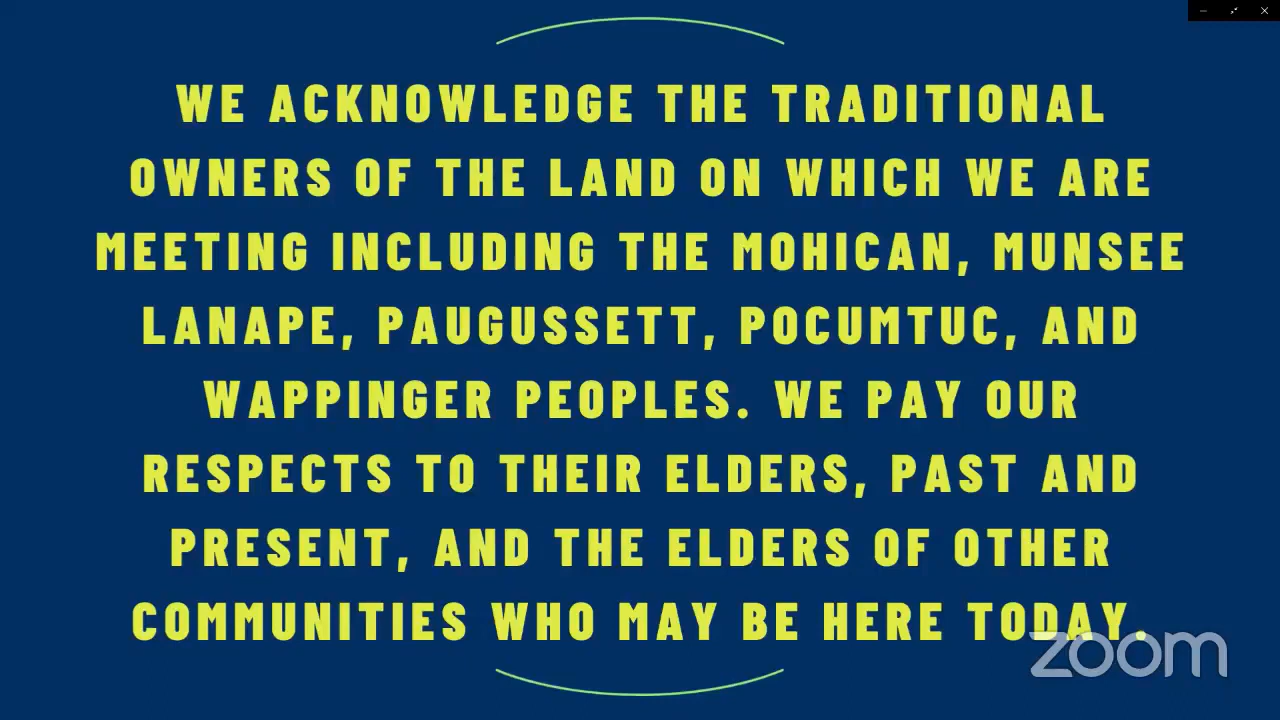 WE ACKNOWLEDGE THE TRADITIONAL
OWNERS OF THE LAND ON WHICH WE ARE
MEETING INCLUDING THE MOHICAN, MUNSEE
LANAPE, PAUGUSSETT, POCUMTUC, AND
WAPPINGER PEOPLES. WE PAY OUR
RESPECTS TO THEIR ELDERS, PAST AND
PRESENT, AND THE ELDERS OF OTHER
COMMUNITIES WHO MAY BE HERE TODAY.
zoom